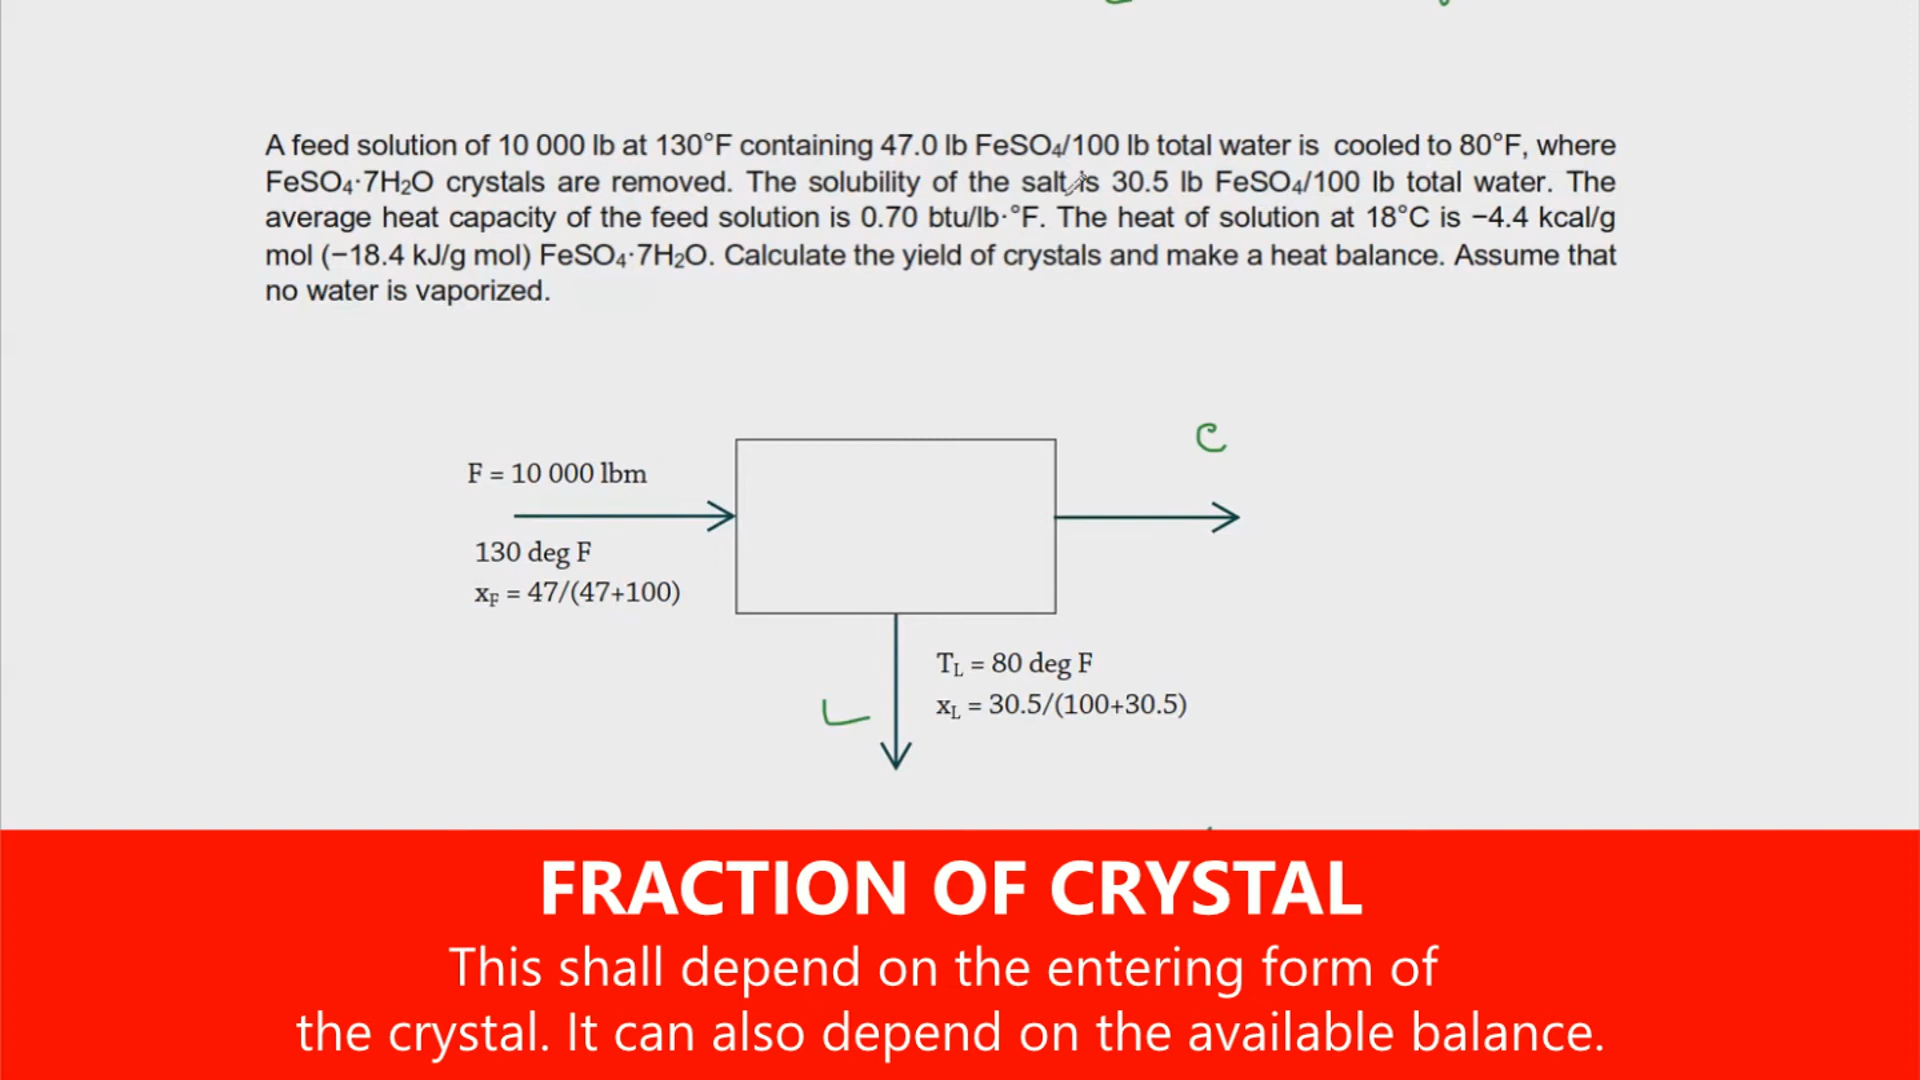 A feed solution of 10 000 lb at 130°F containing 47.0 lb FeSO₄/100 lb total water is cooled to 80°F, where
FeSO₄·7H₂O crystals are removed. The solubility of the salt is 30.5 lb FeSO₄/100 lb total water. The
average heat capacity of the feed solution is 0.70 btu/lb·°F. The heat of solution at 18°C is −4.4 kcal/g
mol (−18.4 kJ/g mol) FeSO₄·7H₂O. Calculate the yield of crystals and make a heat balance. Assume that
no water is vaporized.
C
F = 10 000 lbm
130 deg F
x_F = 47/(47+100)
T_L = 80 deg F
L
x_L = 30.5/(100+30.5)
FRACTION OF CRYSTAL
This shall depend on the entering form of
the crystal. It can also depend on the available balance.